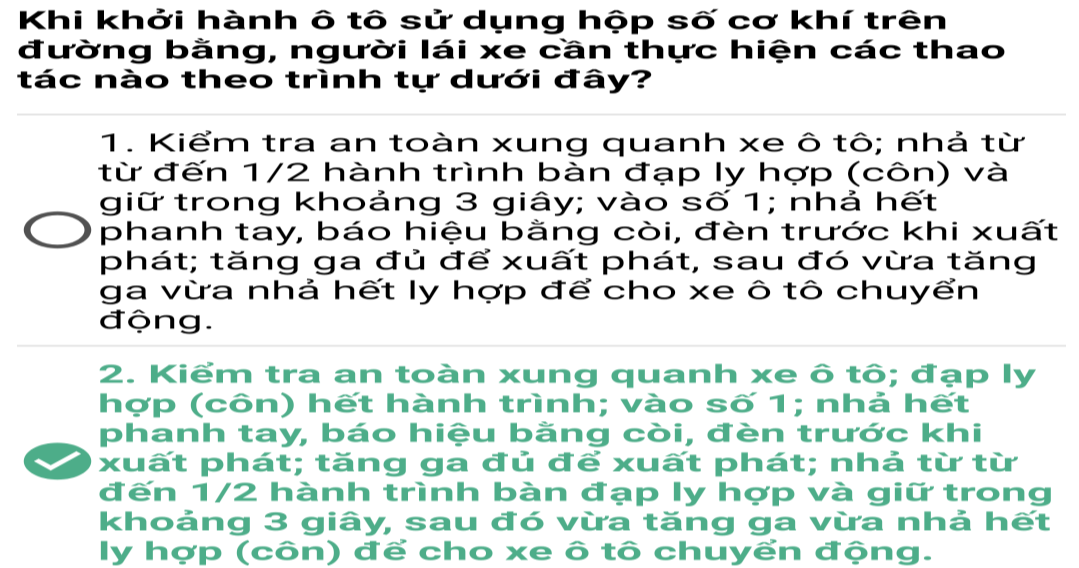 Khi khởi hành ô tô sử dụng hộp số cơ khí trên
đường bằng, người lái xe cần thực hiện các thao
tác nào theo trình tự dưới đây?
1. Kiểm tra an toàn xung quanh xe ô tô; nhả từ
từ đến 1/2 hành trình bàn đạp ly hợp (côn) và
giữ trong khoảng 3 giây; vào số 1; nhả hết
phanh tay, báo hiệu bằng còi, đèn trước khi xuất
phát; tăng ga đủ để xuất phát, sau đó vừa tăng
ga vừa nhả hết ly hợp để cho xe ô tô chuyển
động.
2. Kiểm tra an toàn xung quanh xe ô tô; đạp ly
hợp (côn) hết hành trình; vào số 1; nhả hết
phanh tay, báo hiệu bằng còi, đèn trước khi
xuất phát; tăng ga đủ để xuất phát; nhả từ từ
đến 1/2 hành trình bàn đạp ly hợp và giữ trong
khoảng 3 giây, sau đó vừa tăng ga vừa nhả hết
ly hợp (côn) để cho xe ô tô chuyển động.